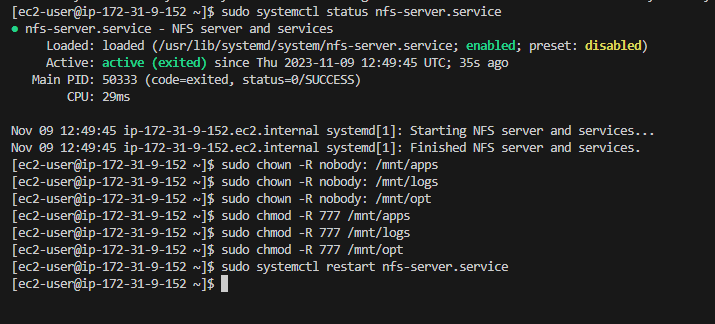 [ec2-user@ip-172-31-9-152 ~]$ sudo systemctl status nfs-server.service
● nfs-server.service - NFS server and services
     Loaded: loaded (/usr/lib/systemd/system/nfs-server.service; enabled; preset: disabled)
     Active: active (exited) since Thu 2023-11-09 12:49:45 UTC; 35s ago
   Main PID: 50333 (code=exited, status=0/SUCCESS)
        CPU: 29ms

Nov 09 12:49:45 ip-172-31-9-152.ec2.internal systemd[1]: Starting NFS server and services...
Nov 09 12:49:45 ip-172-31-9-152.ec2.internal systemd[1]: Finished NFS server and services.
[ec2-user@ip-172-31-9-152 ~]$ sudo chown -R nobody: /mnt/apps
[ec2-user@ip-172-31-9-152 ~]$ sudo chown -R nobody: /mnt/logs
[ec2-user@ip-172-31-9-152 ~]$ sudo chown -R nobody: /mnt/opt
[ec2-user@ip-172-31-9-152 ~]$ sudo chmod -R 777 /mnt/apps
[ec2-user@ip-172-31-9-152 ~]$ sudo chmod -R 777 /mnt/logs
[ec2-user@ip-172-31-9-152 ~]$ sudo chmod -R 777 /mnt/opt
[ec2-user@ip-172-31-9-152 ~]$ sudo systemctl restart nfs-server.service
[ec2-user@ip-172-31-9-152 ~]$